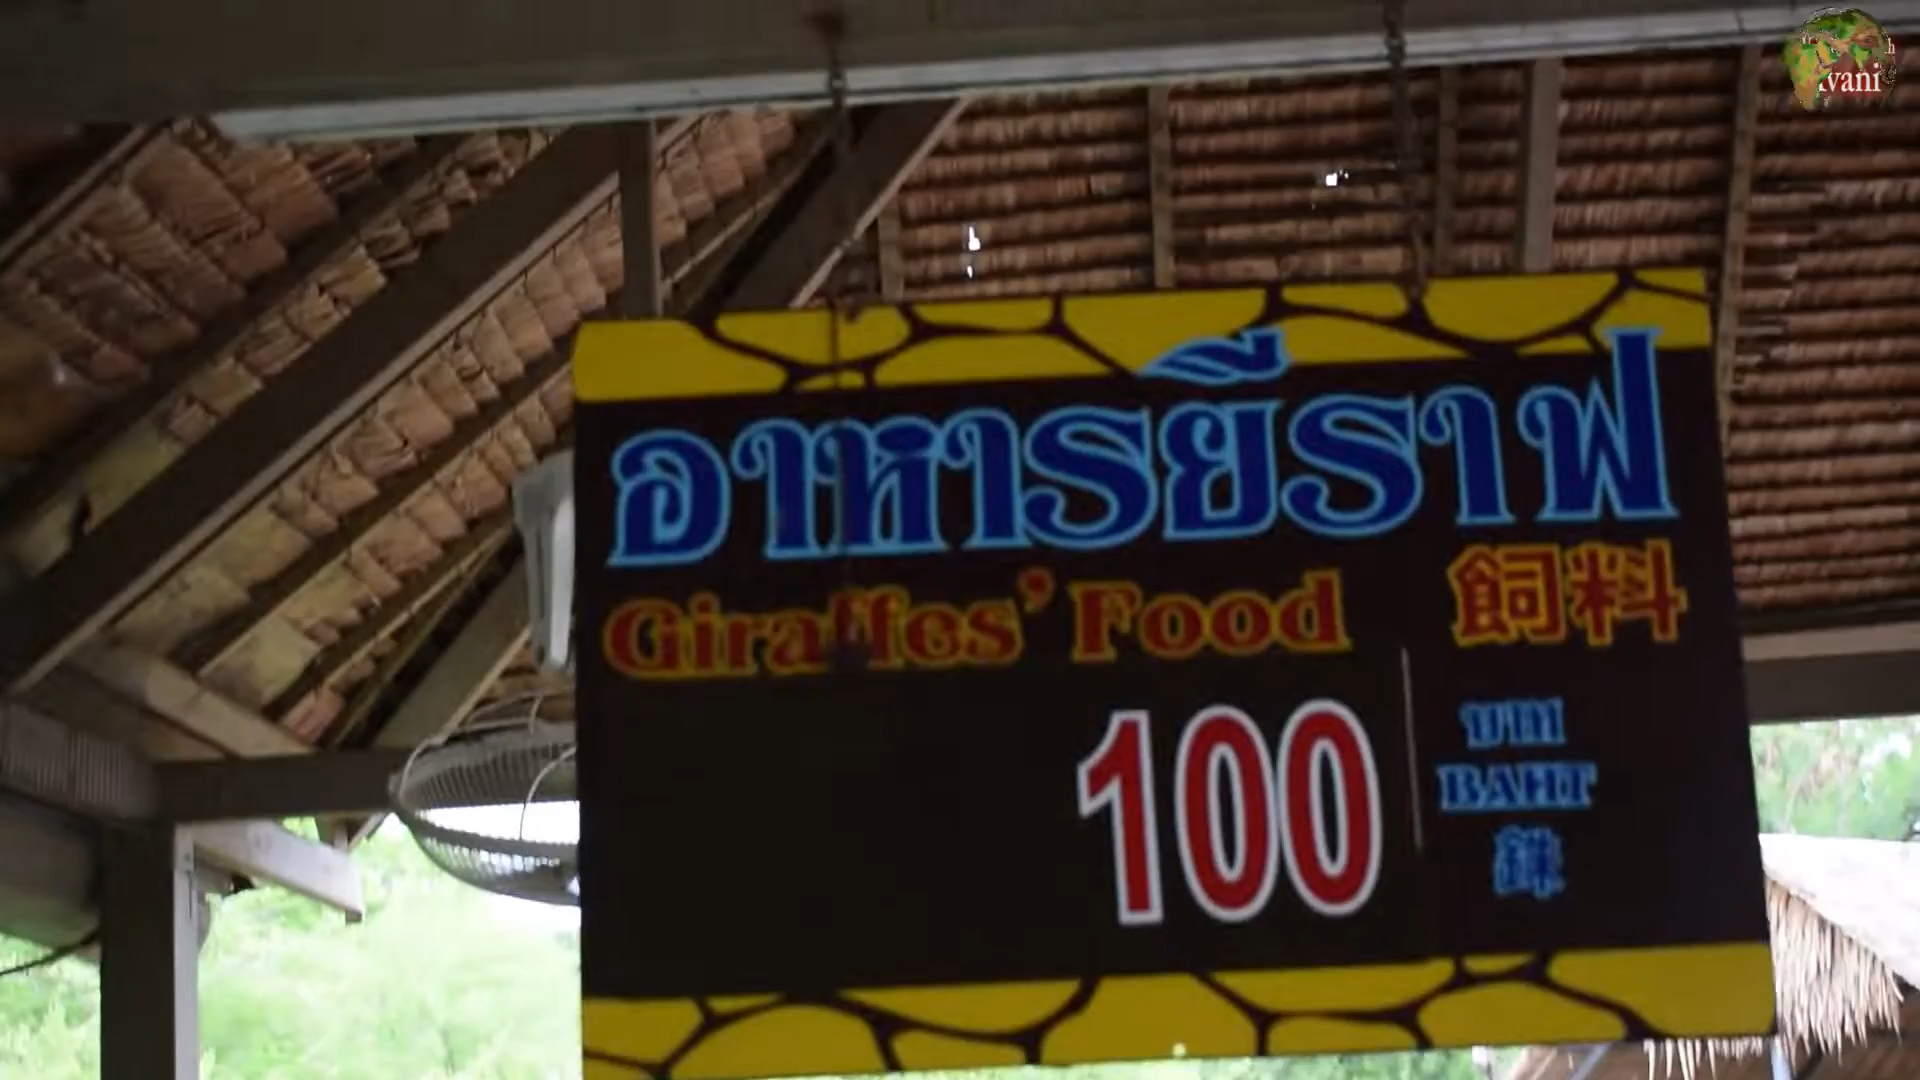 อาหารยีราฟ
Giraffes' Food 飼料
100
บาท
BAHT
銖
vani